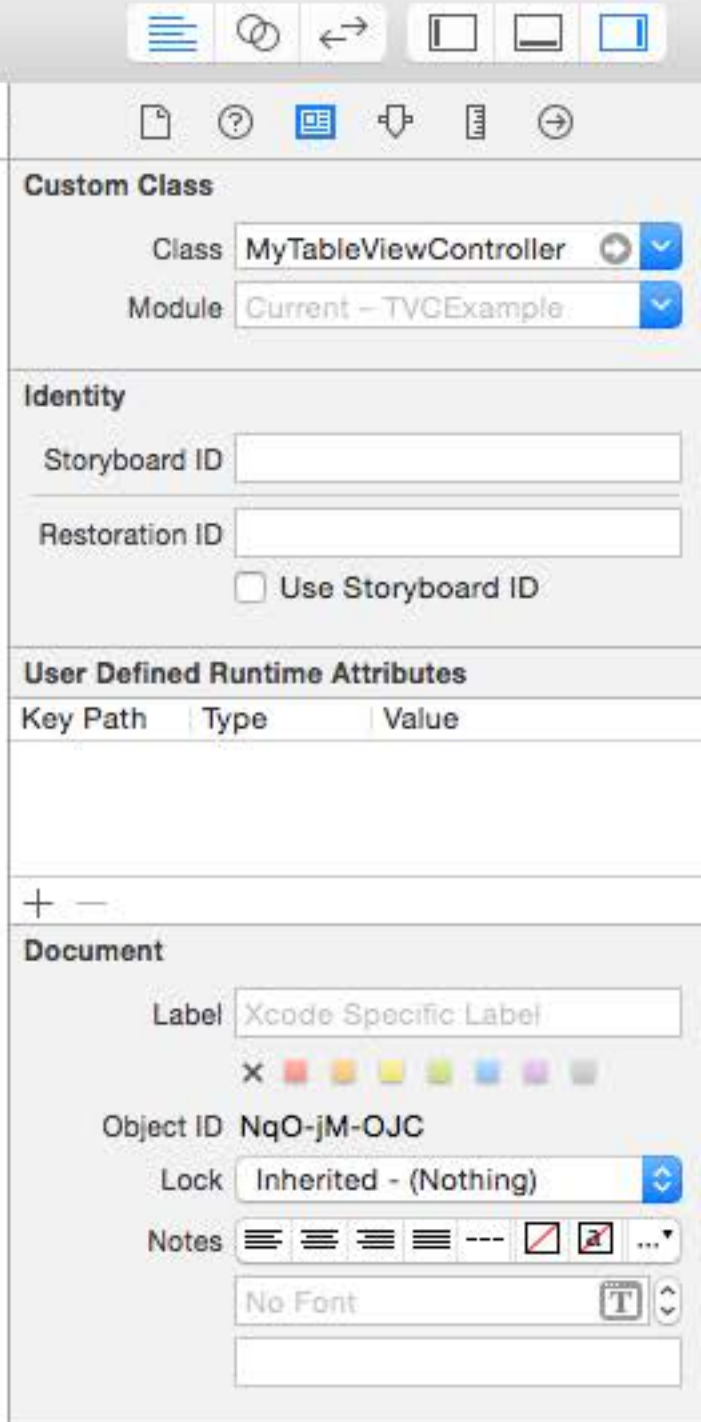 Custom Class
Class MyTableViewController
Module Current – TVCExample
Identity
Storyboard ID
Restoration ID
Use Storyboard ID
User Defined Runtime Attributes
Key Path Type Value
Document
Label Xcode Specific Label
Object ID NqO-jM-OJC
Lock Inherited - (Nothing)
Notes
No Font